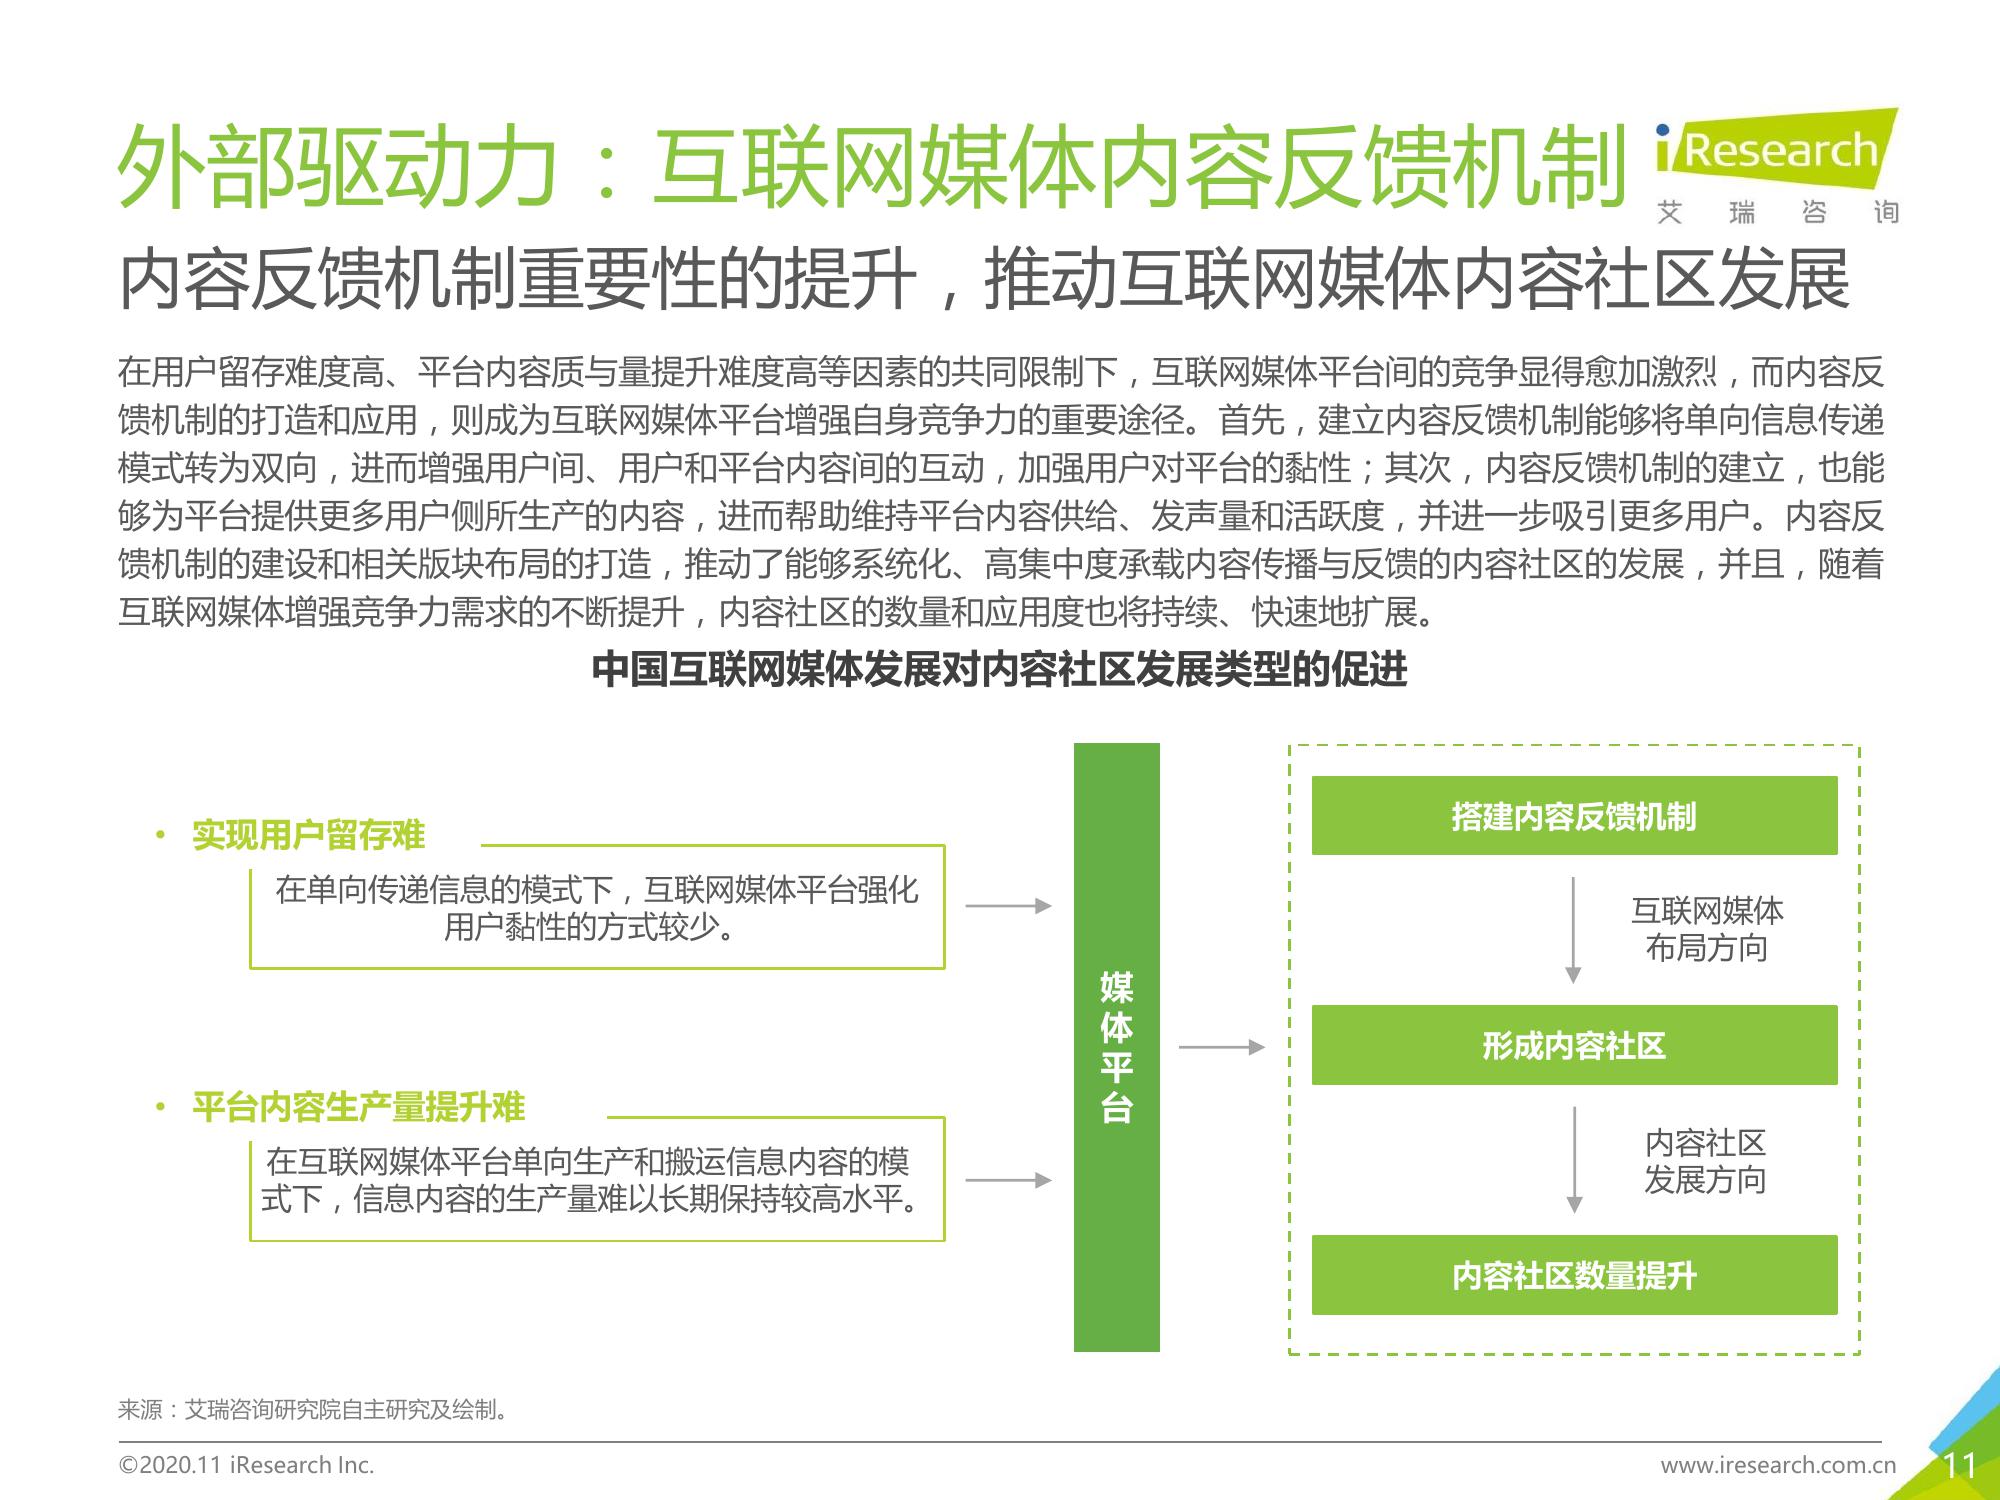 外部驱动力：互联网媒体内容反馈机制
iResearch
艾瑞咨询
内容反馈机制重要性的提升，推动互联网媒体内容社区发展
在用户留存难度高、平台内容质与量提升难度高等因素的共同限制下，互联网媒体平台间的竞争显得愈加激烈，而内容反
馈机制的打造和应用，则成为互联网媒体平台增强自身竞争力的重要途径。首先，建立内容反馈机制能够将单向信息传递
模式转为双向，进而增强用户间、用户和平台内容间的互动，加强用户对平台的黏性；其次，内容反馈机制的建立，也能
够为平台提供更多用户侧所生产的内容，进而帮助维持平台内容供给、发声量和活跃度，并进一步吸引更多用户。内容反
馈机制的建设和相关版块布局的打造，推动了能够系统化、高集中度承载内容传播与反馈的内容社区的发展，并且，随着
互联网媒体增强竞争力需求的不断提升，内容社区的数量和应用度也将持续、快速地扩展。
中国互联网媒体发展对内容社区发展类型的促进
• 实现用户留存难
在单向传递信息的模式下，互联网媒体平台强化
用户黏性的方式较少。
• 平台内容生产量提升难
在互联网媒体平台单向生产和搬运信息内容的模
式下，信息内容的生产量难以长期保持较高水平。
媒
体
平
台
搭建内容反馈机制
互联网媒体
布局方向
形成内容社区
内容社区
发展方向
内容社区数量提升
来源：艾瑞咨询研究院自主研究及绘制。
©2020.11 iResearch Inc.
www.iresearch.com.cn
11